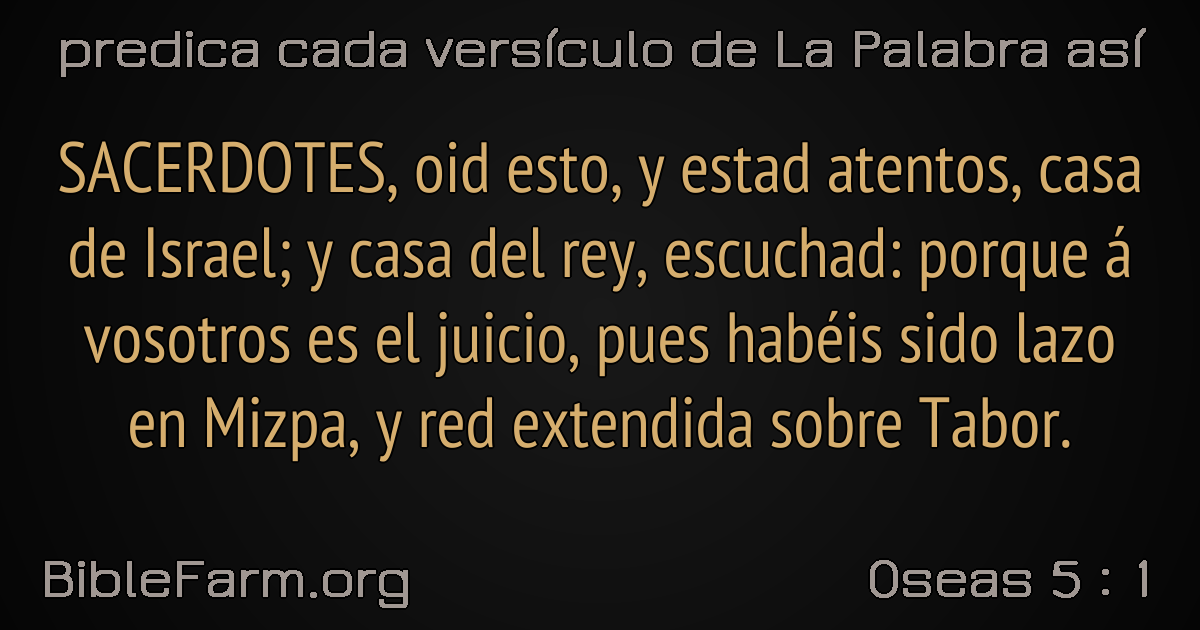 predica cada versículo de La Palabra así
SACERDOTES, oid esto, y estad atentos, casa
de Israel; y casa del rey, escuchad: porque á
vosotros es el juicio, pues habéis sido lazo
en Mizpa, y red extendida sobre Tabor.
BibleFarm.org
Oseas 5 : 1